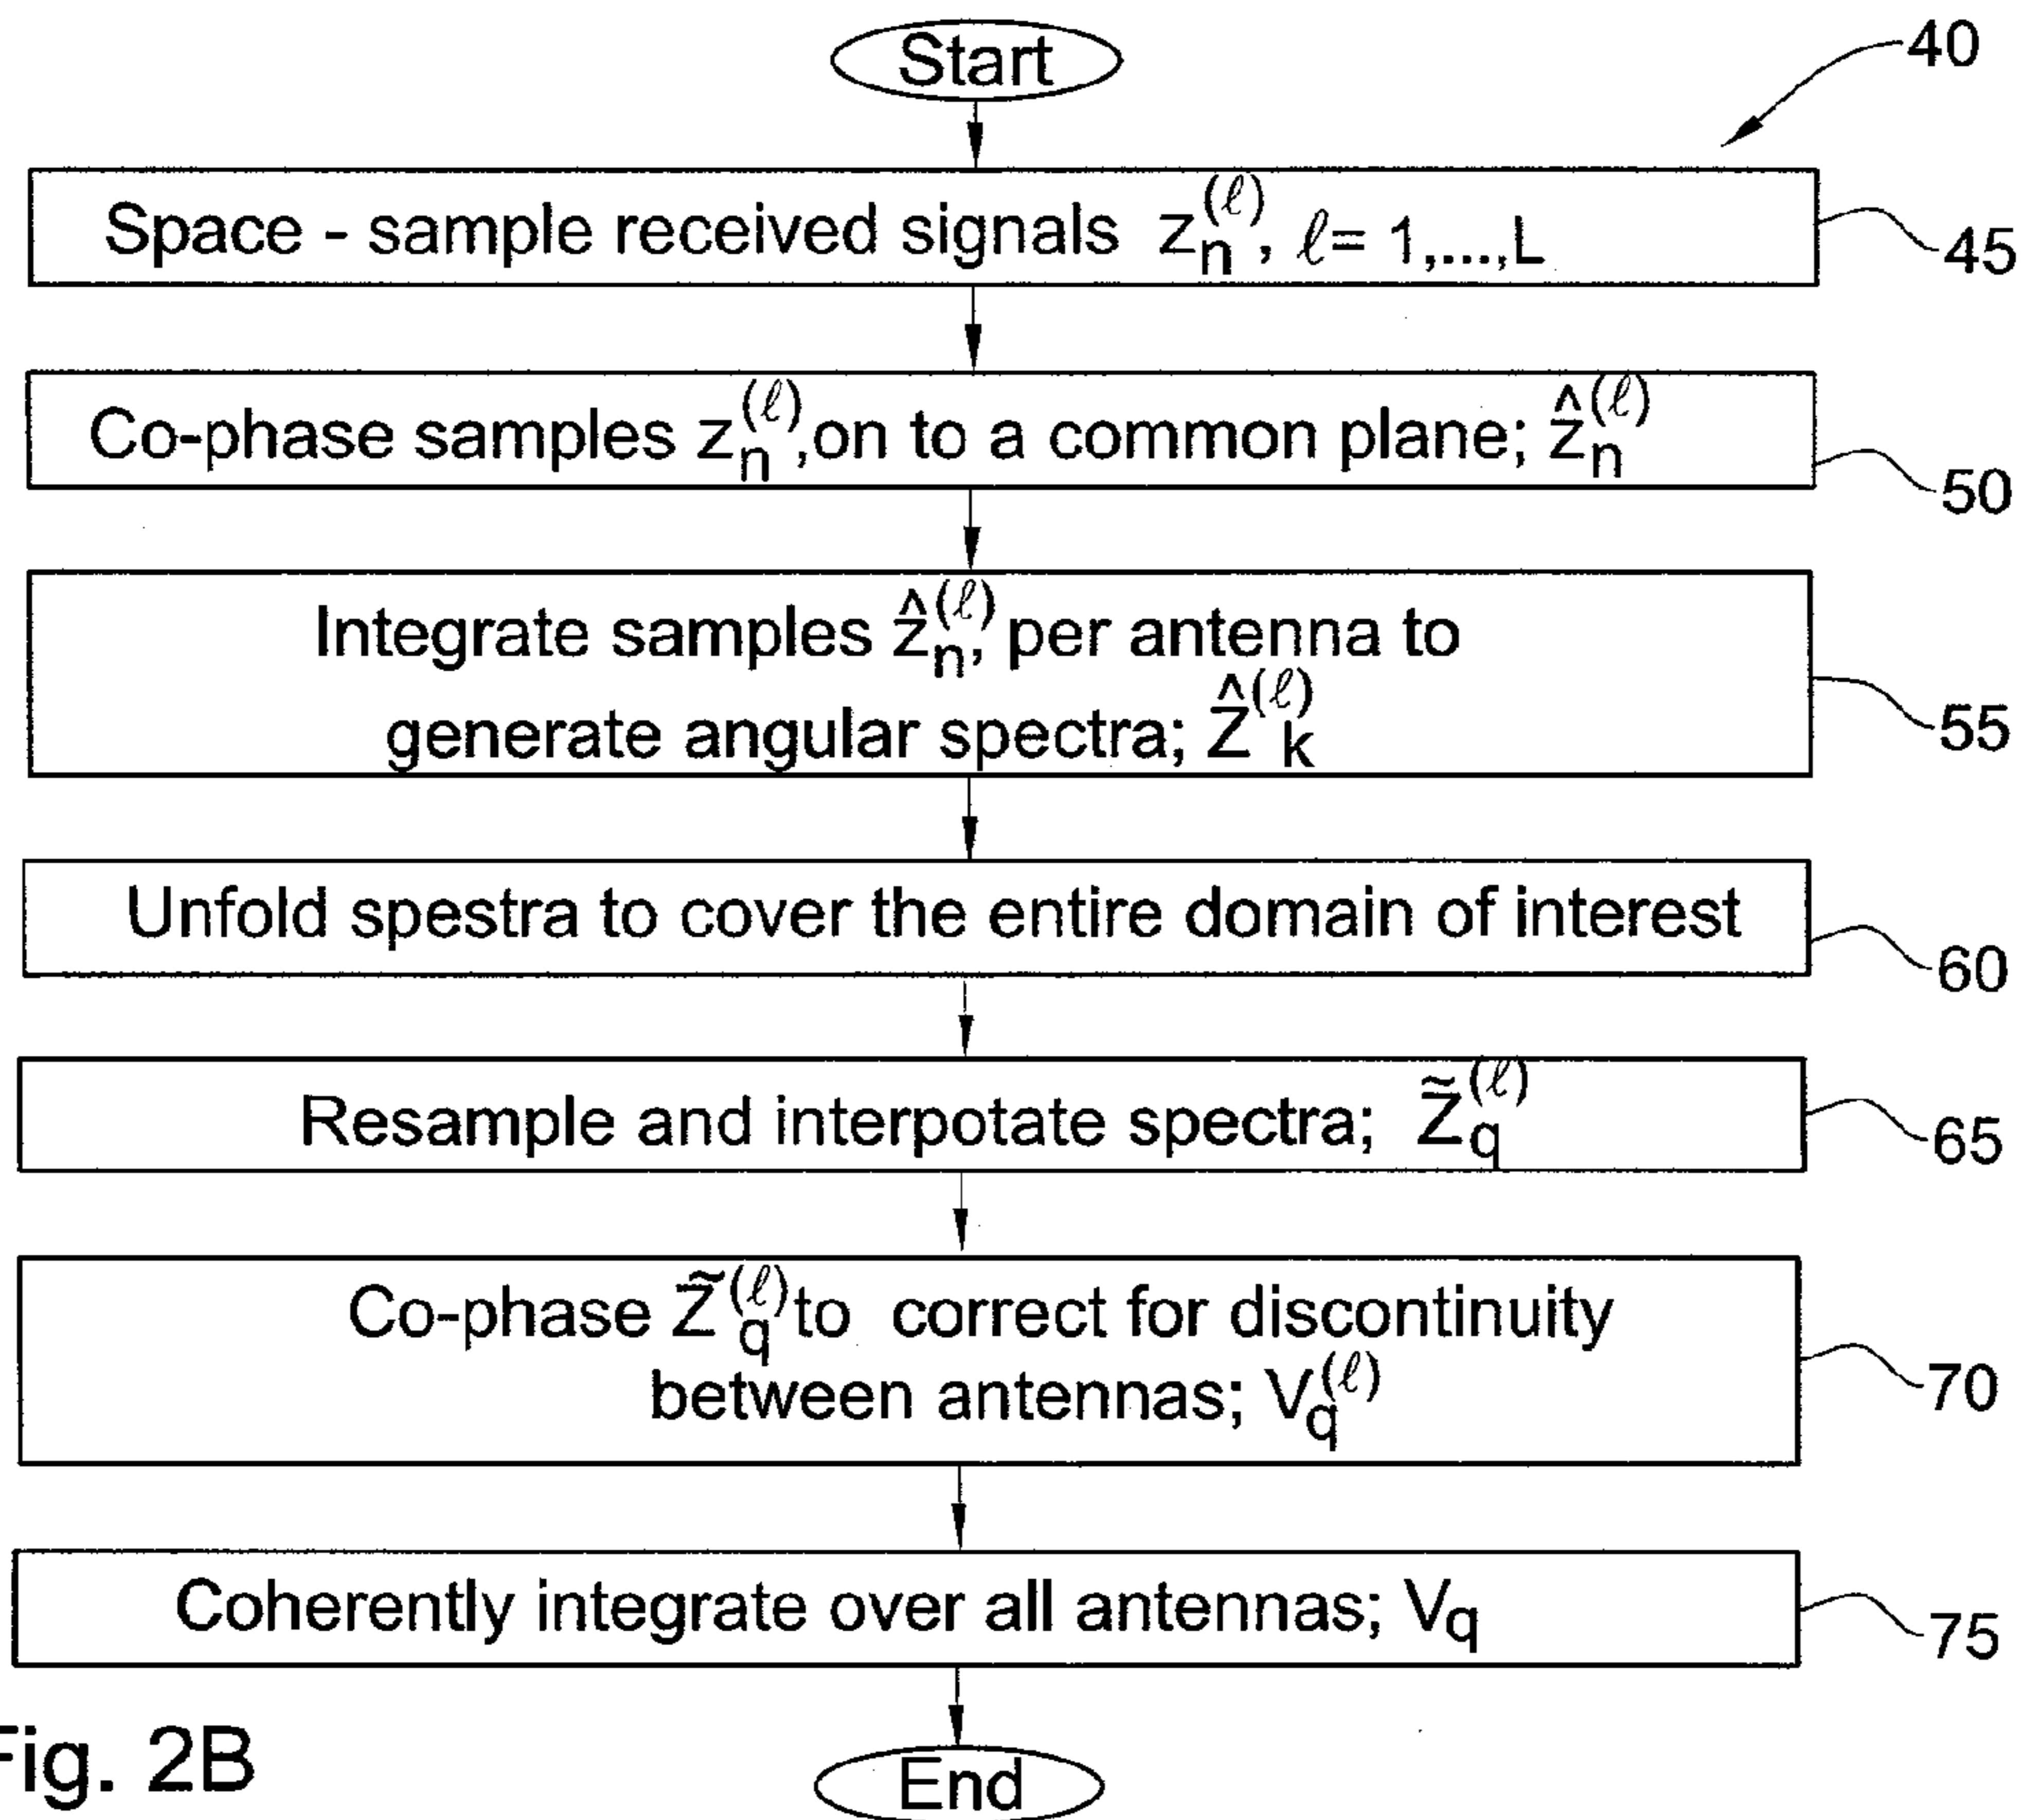 Start
40
Space - sample received signals z_n^(ℓ), ℓ= 1,...,L
45
Co-phase samples z_n^(ℓ),on to a common plane; ẑ_n^(ℓ)
50
Integrate samples ẑ_n^(ℓ), per antenna to
generate angular spectra; Ẑ_k^(ℓ)
55
Unfold spestra to cover the entire domain of interest
60
Resample and interpotate spectra; Z̃_q^(ℓ)
65
Co-phase Z̃_q^(ℓ) to correct for discontinuity
between antennas; V_q^(ℓ)
70
Coherently integrate over all antennas; V_q
75
Fig. 2B
End